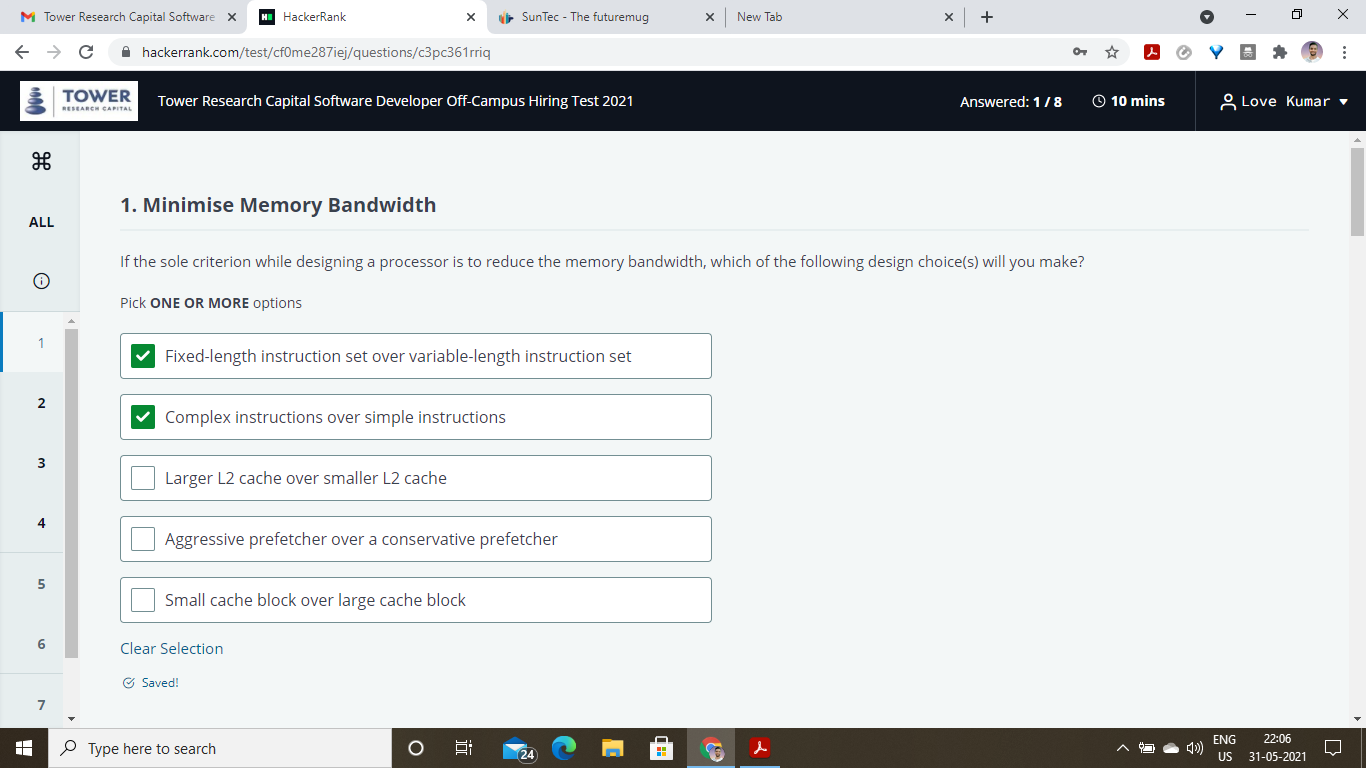 Tower Research Capital Software
HackerRank
SunTec - The futuremug
New Tab
hackerrank.com/test/cf0me287iej/questions/c3pc361rriq
TOWER
RESEARCH CAPITAL
Tower Research Capital Software Developer Off-Campus Hiring Test 2021
Answered: 1 / 8
10 mins
Love Kumar
ALL
1
2
3
4
5
6
7
1. Minimise Memory Bandwidth
If the sole criterion while designing a processor is to reduce the memory bandwidth, which of the following design choice(s) will you make?
Pick ONE OR MORE options
Fixed-length instruction set over variable-length instruction set
Complex instructions over simple instructions
Larger L2 cache over smaller L2 cache
Aggressive prefetcher over a conservative prefetcher
Small cache block over large cache block
Clear Selection
Saved!
Type here to search
24
ENG
US
22:06
31-05-2021